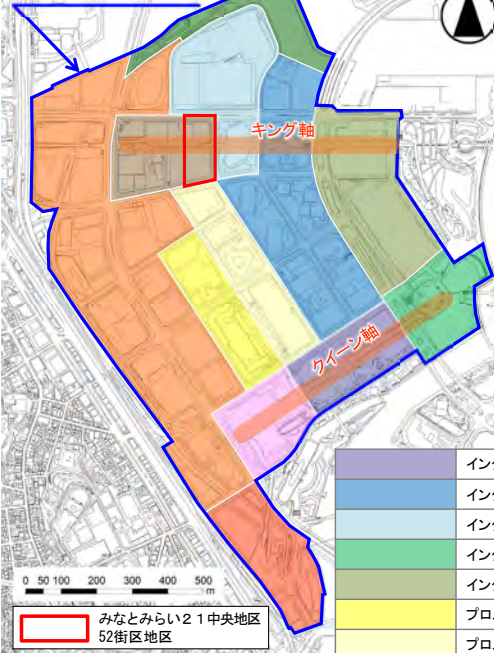 キング軸
クイーン軸
0 50 100 200 300 400 500
m
みなとみらい21中央地区
52街区地区
イン
イン
イン
イン
イン
プロ
プロ